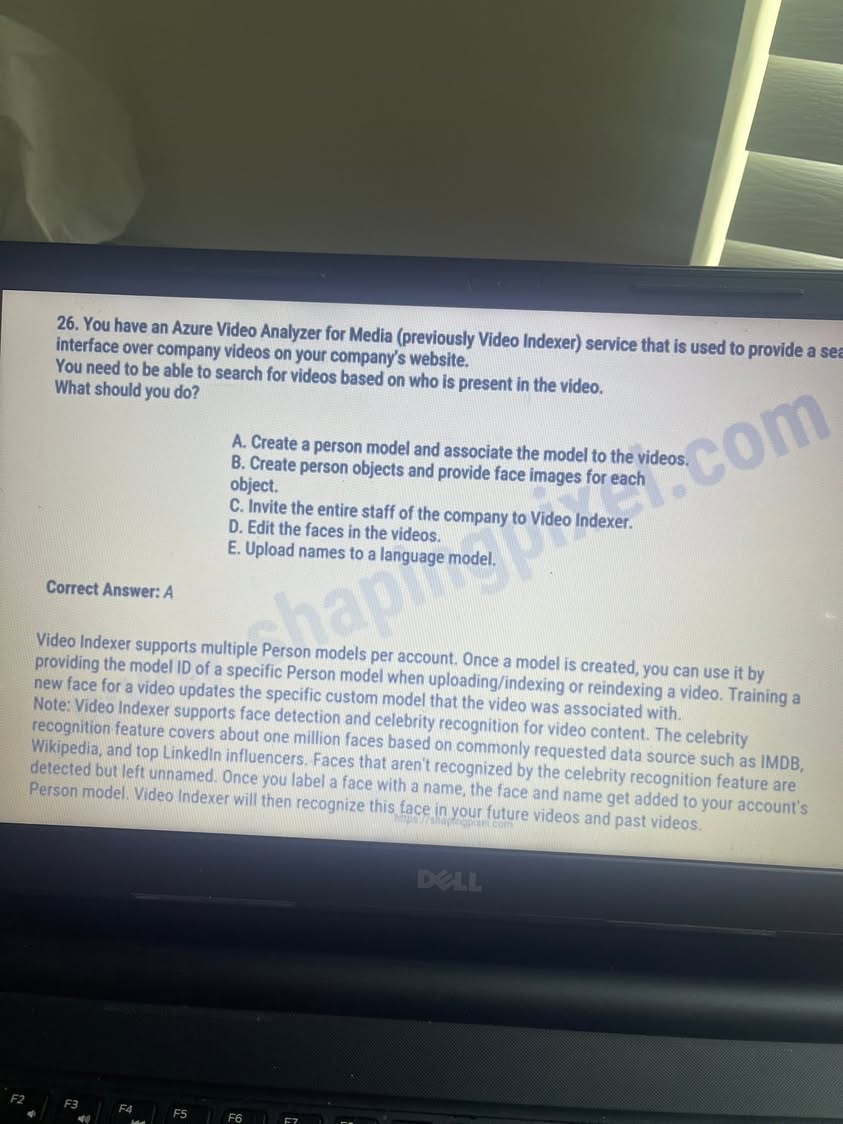 26. You have an Azure Video Analyzer for Media (previously Video Indexer) service that is used to provide a
interface over company videos on your company's website.
You need to be able to search for videos based on who is present in the video.
What should you do?
A. Create a person model and associate the model to the videos.
B. Create person objects and provide face images for each
object.
C. Invite the entire staff of the company to Video Indexer.
D. Edit the faces in the videos.
E. Upload names to a language model.
Correct Answer: A
Video Indexer supports multiple Person models per account. Once a model is created, you can use it by
providing the model ID of a specific Person model when uploading/indexing or reindexing a video. Training a
new face for a video updates the specific custom model that the video was associated with.
Note: Video Indexer supports face detection and celebrity recognition for video content. The celebrity
recognition feature covers about one million faces based on commonly requested data source such as IMDB,
Wikipedia, and top LinkedIn influencers. Faces that aren't recognized by the celebrity recognition feature are
detected but left unnamed. Once you label a face with a name, the face and name get added to your account's
Person model. Video Indexer will then recognize this face in your future videos and past videos.
https://shapingpixel.com
shapingpixel.com
DELL
F2
F3
F4
F5
F6
F7